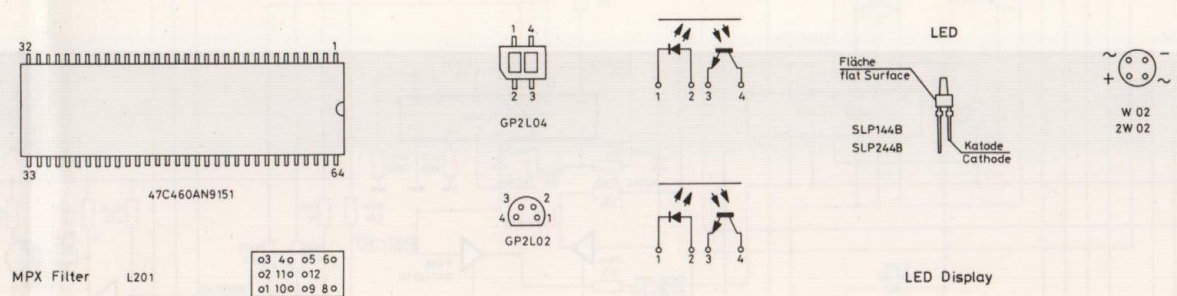 32 1
33 64
47C460AN9151
MPX Filter L201
o3 4o o5 6o
o2 11o o12
o1 10o o9 8o
1 4
2 3
GP2L04
1 2 3 4
3 2
4 1
GP2L02
1 2 3 4
LED
Fläche
flat Surface
SLP144B
SLP244B
Katode
Cathode
LED Display
~ −
+ ~
W 02
2W 02